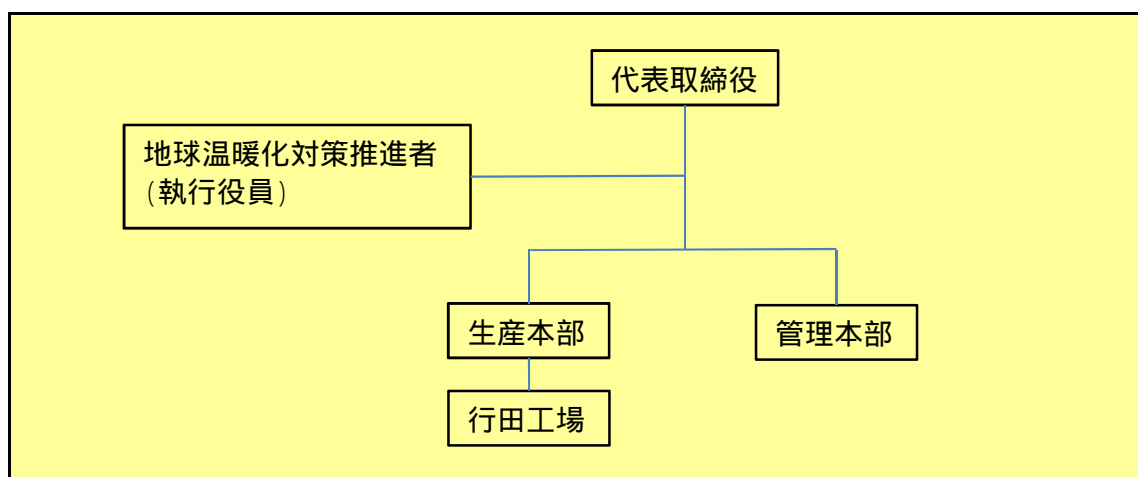 代表取締役
地球温暖化対策推進者
(執行役員)
生産本部
管理本部
行田工場